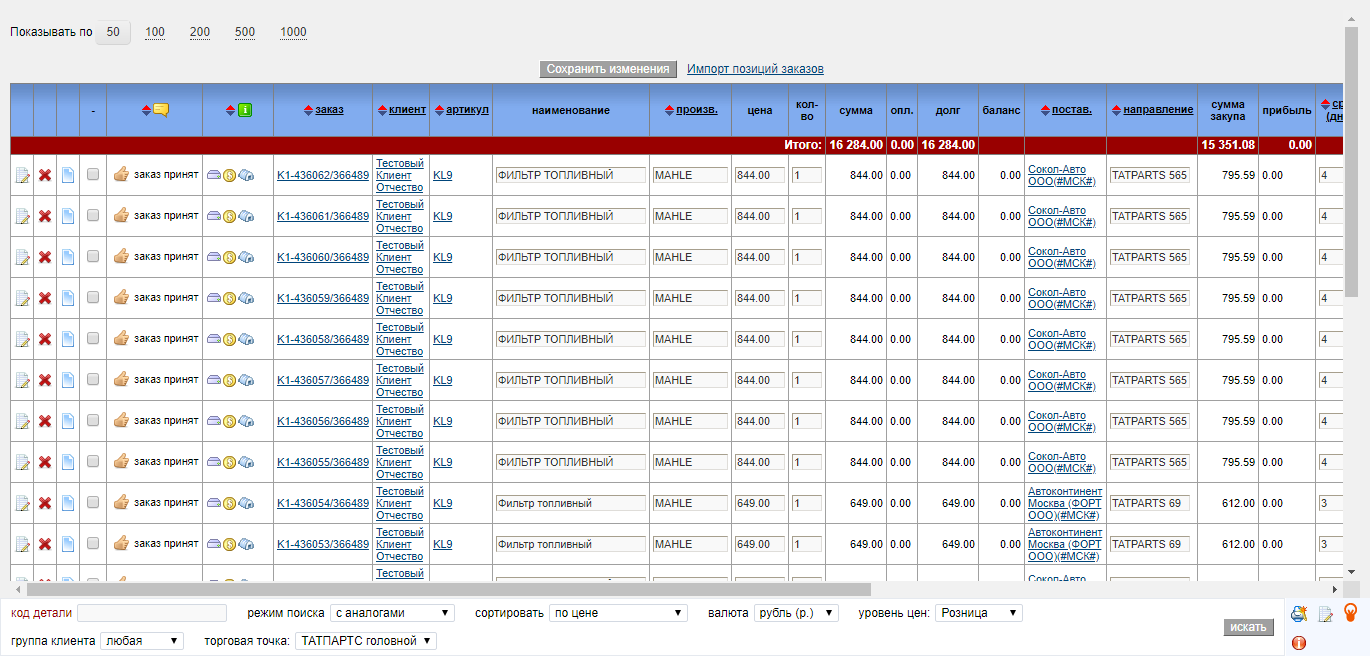 Показывать по 50 100 200 500 1000
Сохранить изменения Импорт позиций заказов
- заказ клиент артикул наименование произв. цена кол-во сумма опл. долг баланс постав. направление сумма закупа прибыль
Итого: 16 284.00 0.00 16 284.00 15 351.08 0.00
заказ принят K1-436062/366489 Тестовый Клиент Отчество KL9 ФИЛЬТР ТОПЛИВНЫЙ MAHLE 844.00 1 844.00 0.00 844.00 0.00 Сокол-Авто ООО(#МСК#) TATPARTS 565 795.59 0.00 4
заказ принят K1-436061/366489 Тестовый Клиент Отчество KL9 ФИЛЬТР ТОПЛИВНЫЙ MAHLE 844.00 1 844.00 0.00 844.00 0.00 Сокол-Авто ООО(#МСК#) TATPARTS 565 795.59 0.00 4
заказ принят K1-436060/366489 Тестовый Клиент Отчество KL9 ФИЛЬТР ТОПЛИВНЫЙ MAHLE 844.00 1 844.00 0.00 844.00 0.00 Сокол-Авто ООО(#МСК#) TATPARTS 565 795.59 0.00 4
заказ принят K1-436059/366489 Тестовый Клиент Отчество KL9 ФИЛЬТР ТОПЛИВНЫЙ MAHLE 844.00 1 844.00 0.00 844.00 0.00 Сокол-Авто ООО(#МСК#) TATPARTS 565 795.59 0.00 4
заказ принят K1-436058/366489 Тестовый Клиент Отчество KL9 ФИЛЬТР ТОПЛИВНЫЙ MAHLE 844.00 1 844.00 0.00 844.00 0.00 Сокол-Авто ООО(#МСК#) TATPARTS 565 795.59 0.00 4
заказ принят K1-436057/366489 Тестовый Клиент Отчество KL9 ФИЛЬТР ТОПЛИВНЫЙ MAHLE 844.00 1 844.00 0.00 844.00 0.00 Сокол-Авто ООО(#МСК#) TATPARTS 565 795.59 0.00 4
заказ принят K1-436056/366489 Тестовый Клиент Отчество KL9 ФИЛЬТР ТОПЛИВНЫЙ MAHLE 844.00 1 844.00 0.00 844.00 0.00 Сокол-Авто ООО(#МСК#) TATPARTS 565 795.59 0.00 4
заказ принят K1-436055/366489 Тестовый Клиент Отчество KL9 ФИЛЬТР ТОПЛИВНЫЙ MAHLE 844.00 1 844.00 0.00 844.00 0.00 Сокол-Авто ООО(#МСК#) TATPARTS 565 795.59 0.00 4
заказ принят K1-436054/366489 Тестовый Клиент Отчество KL9 Фильтр топливный MAHLE 649.00 1 649.00 0.00 649.00 0.00 Автоконтинент Москва (ФОРТ ООО)(#МСК#) TATPARTS 69 612.00 0.00 3
заказ принят K1-436053/366489 Тестовый Клиент Отчество KL9 Фильтр топливный MAHLE 649.00 1 649.00 0.00 649.00 0.00 Автоконтинент Москва (ФОРТ ООО)(#МСК#) TATPARTS 69 612.00 0.00 3
Тестовый Сокол-Авто
код детали режим поиска с аналогами сортировать по цене валюта рубль (р.) уровень цен: Розница
искать
группа клиента любая торговая точка: ТАТПАРТС головной